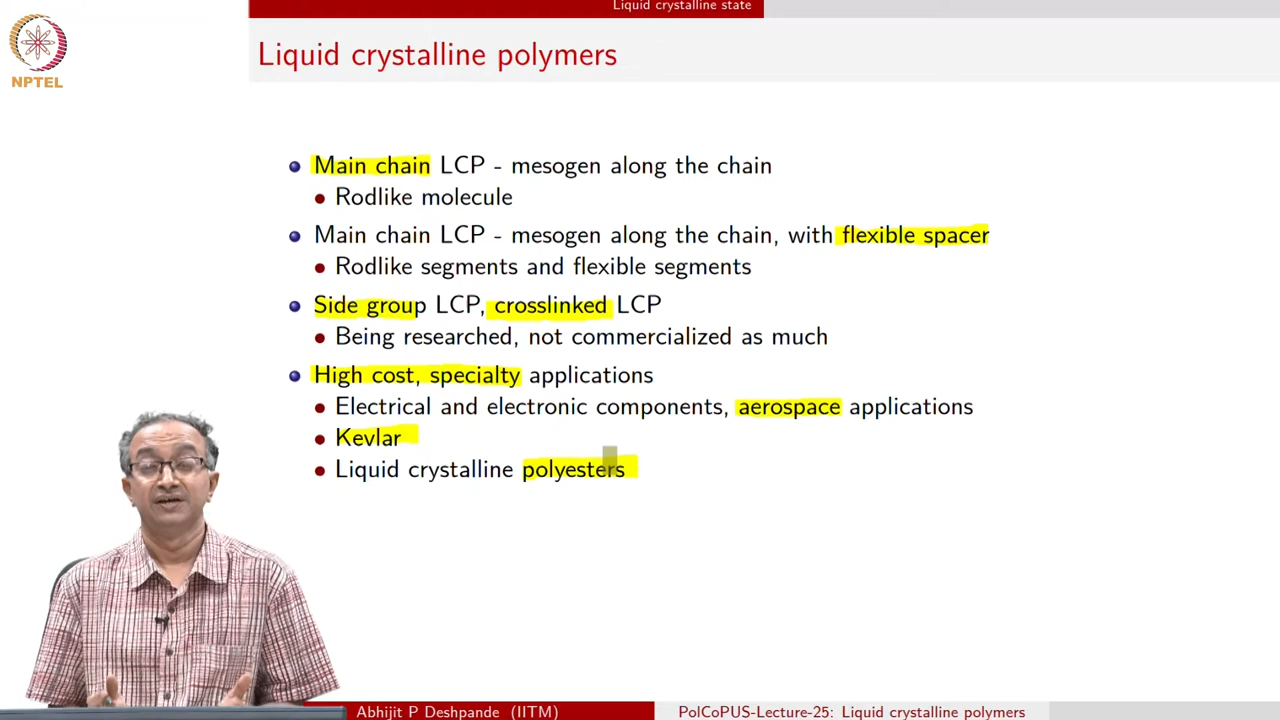 Liquid crystalline state
Liquid crystalline polymers
NPTEL
Main chain LCP - mesogen along the chain
Rodlike molecule
Main chain LCP - mesogen along the chain, with flexible spacer
Rodlike segments and flexible segments
Side group LCP, crosslinked LCP
Being researched, not commercialized as much
High cost, specialty applications
Electrical and electronic components, aerospace applications
Kevlar
Liquid crystalline polyesters
Abhijit P Deshpande (IITM)
PolCoPUS-Lecture-25: Liquid crystalline polymers